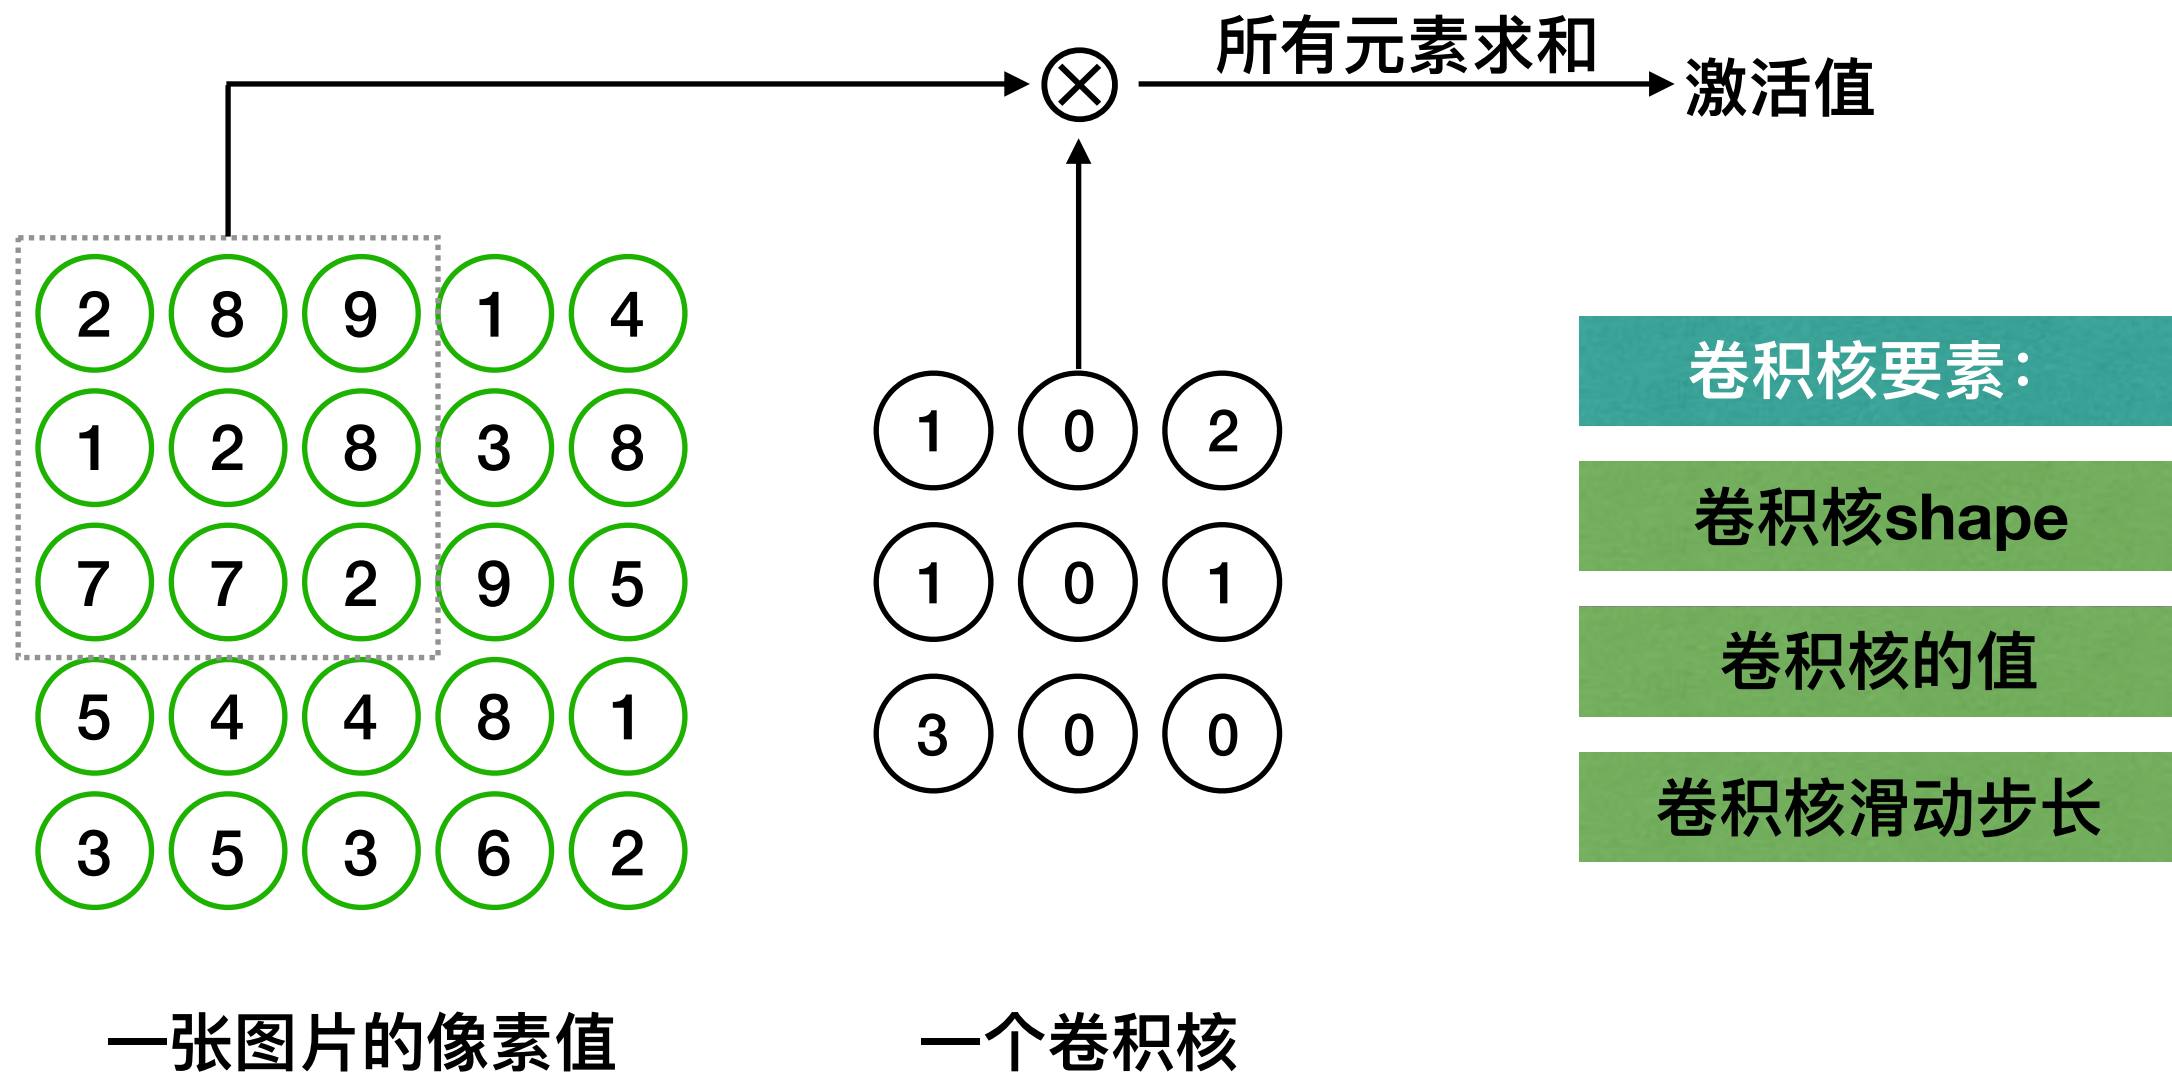 所有元素求和
激活值
2 8 9 1 4
1 2 8 3 8
7 7 2 9 5
5 4 4 8 1
3 5 3 6 2
一张图片的像素值
1 0 2
1 0 1
3 0 0
一个卷积核
卷积核要素：
卷积核shape
卷积核的值
卷积核滑动步长